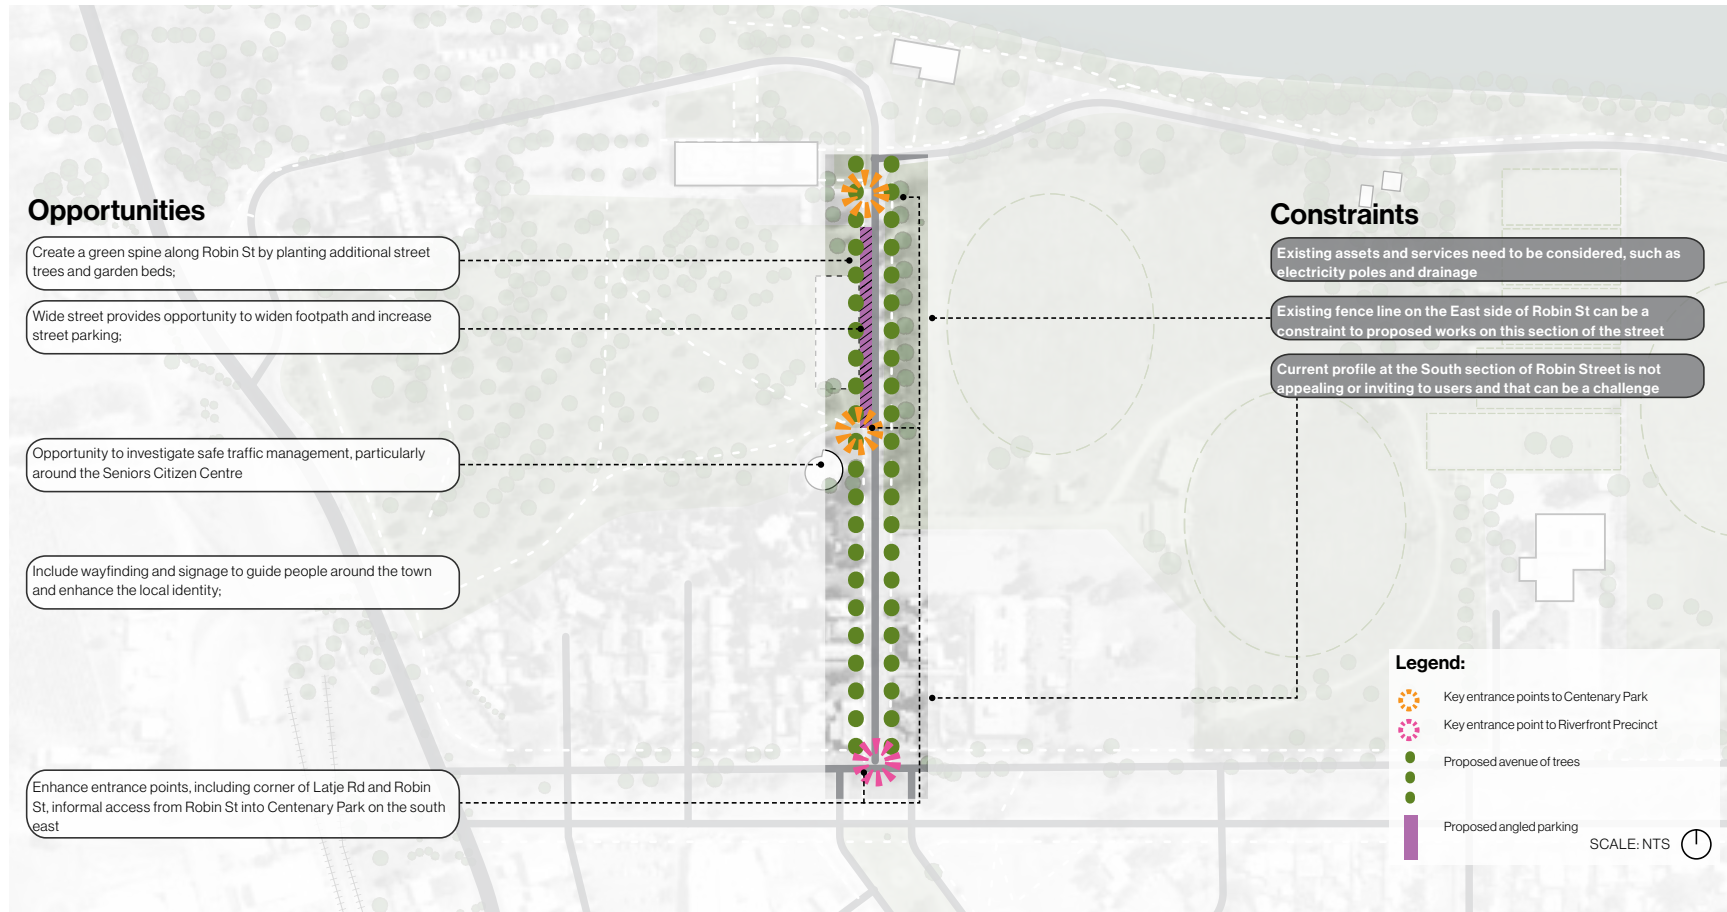 Opportunities
Create a green spine along Robin St by planting additional street
trees and garden beds;
Wide street provides opportunity to widen footpath and increase
street parking;
Opportunity to investigate safe traffic management, particularly
around the Seniors Citizen Centre
Include wayfinding and signage to guide people around the town
and enhance the local identity;
Enhance entrance points, including corner of Latje Rd and Robin
St, informal access from Robin St into Centenary Park on the south
east
Constraints
Existing assets and services need to be considered, such as
electricity poles and drainage
Existing fence line on the East side of Robin St can be a
constraint to proposed works on this section of the street
Current profile at the South section of Robin Street is not
appealing or inviting to users and that can be a challenge
Legend:
Key entrance points to Centenary Park
Key entrance point to Riverfront Precinct
Proposed avenue of trees
Proposed angled parking
SCALE: NTS